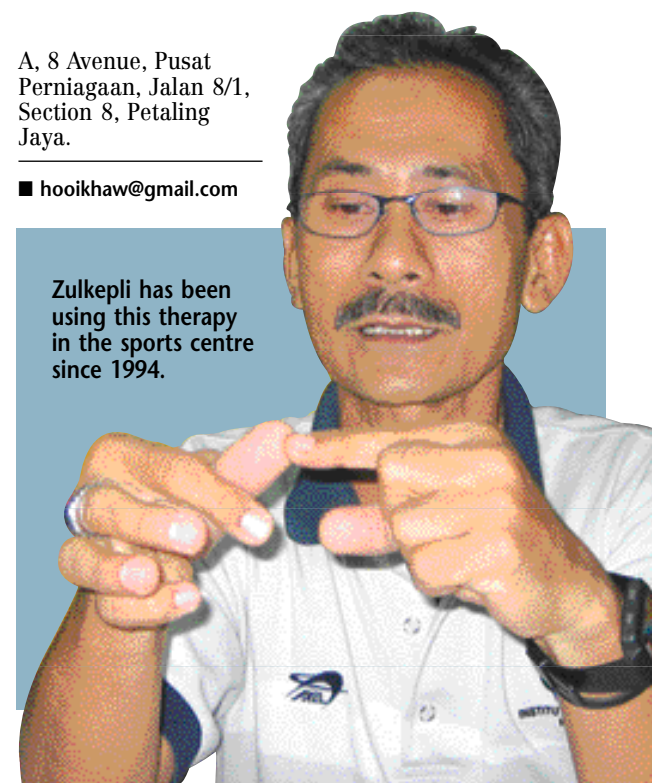 A, 8 Avenue, Pusat
Perniagaan, Jalan 8/1,
Section 8, Petaling
Jaya.
■ hooikhaw@gmail.com
Zulkepli has been
using this therapy
in the sports centre
since 1994.